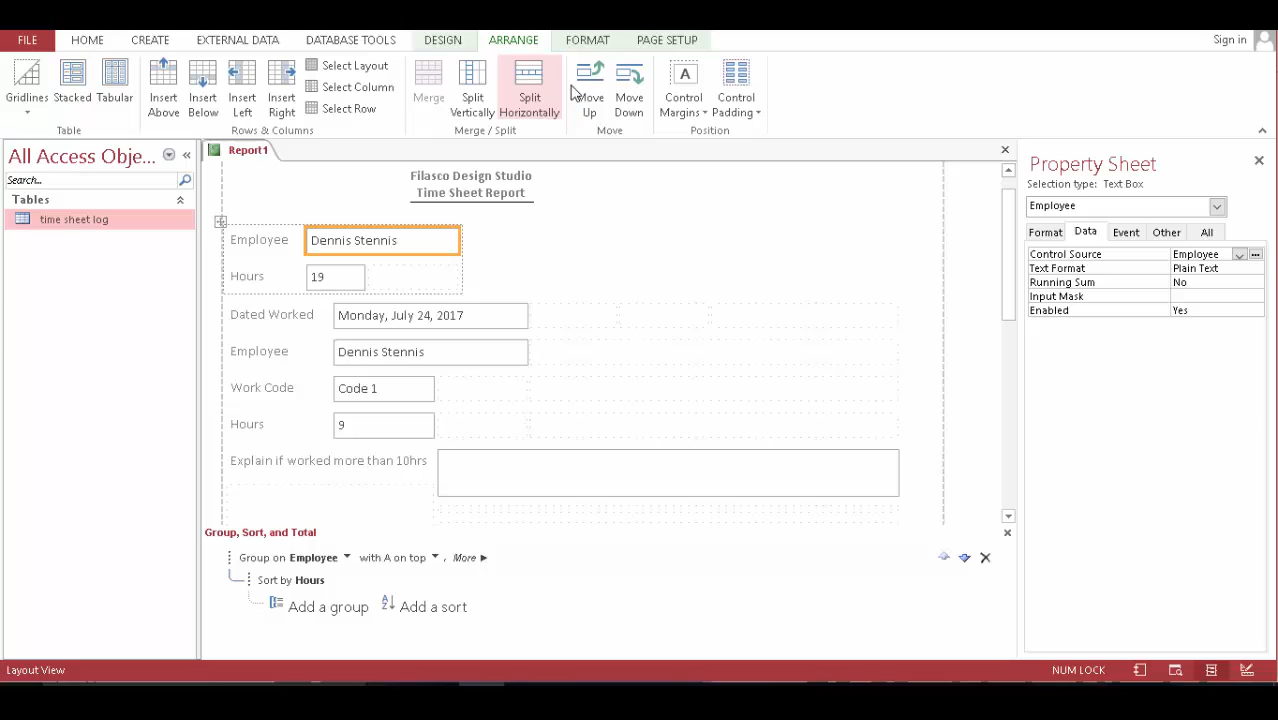 FILE HOME CREATE EXTERNAL DATA DATABASE TOOLS DESIGN ARRANGE FORMAT PAGE SETUP Sign in
Gridlines Stacked Tabular
Table
Insert Above Insert Below Insert Left Insert Right
Select Layout
Select Column
Select Row
Rows & Columns
Merge Split Vertically Split Horizontally
Merge / Split
Move Up Move Down
Move
A
Control Margins Control Padding
Position
All Access Obje...
Search...
Tables
time sheet log
Report1
Filasco Design Studio
Time Sheet Report
Employee Dennis Stennis
Hours 19
Dated Worked Monday, July 24, 2017
Employee Dennis Stennis
Work Code Code 1
Hours 9
Explain if worked more than 10hrs
Group, Sort, and Total
Group on Employee with A on top , More
Sort by Hours
Add a group A Z Add a sort
Property Sheet
Selection type: Text Box
Employee
Format Data Event Other All
Control Source Employee
Text Format Plain Text
Running Sum No
Input Mask
Enabled Yes
Layout View NUM LOCK